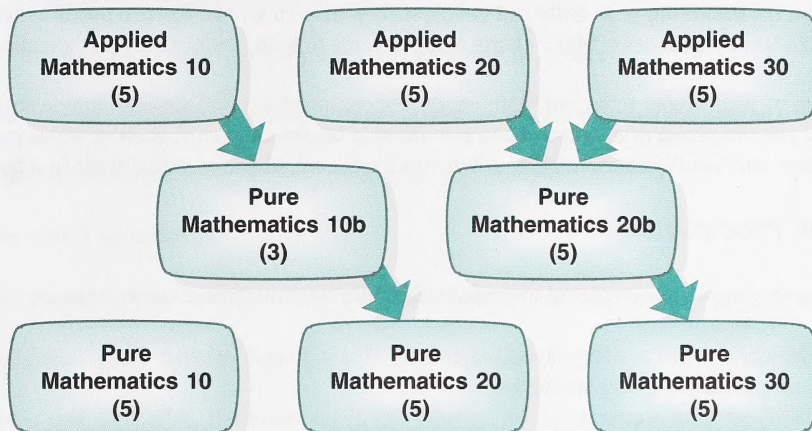 Applied
Mathematics 10
(5)
Applied
Mathematics 20
(5)
Applied
Mathematics 30
(5)
Pure
Mathematics 10b
(3)
Pure
Mathematics 20b
(5)
Pure
Mathematics 10
(5)
Pure
Mathematics 20
(5)
Pure
Mathematics 30
(5)